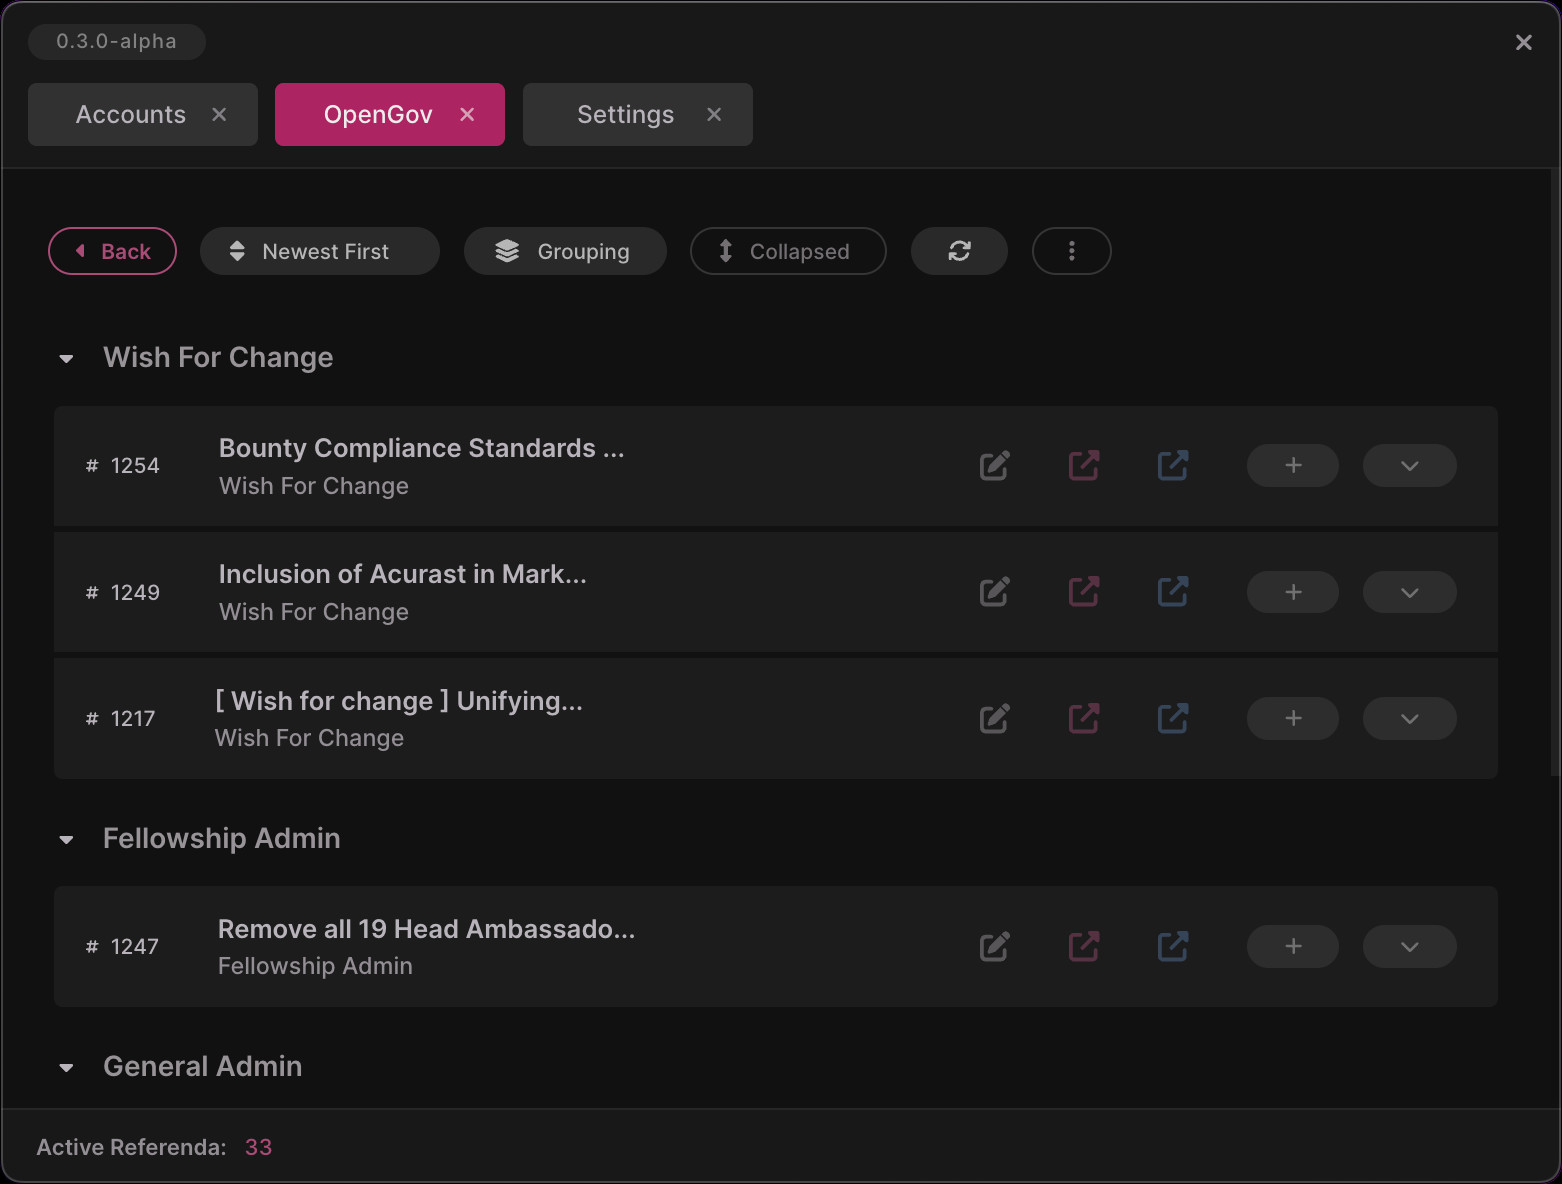 0.3.0-alpha
Accounts
OpenGov
Settings
Back
Newest First
Grouping
Collapsed
Wish For Change
# 1254
Bounty Compliance Standards ...
Wish For Change
# 1249
Inclusion of Acurast in Mark...
Wish For Change
# 1217
[ Wish for change ] Unifying...
Wish For Change
Fellowship Admin
# 1247
Remove all 19 Head Ambassado...
Fellowship Admin
General Admin
Active Referenda: 33